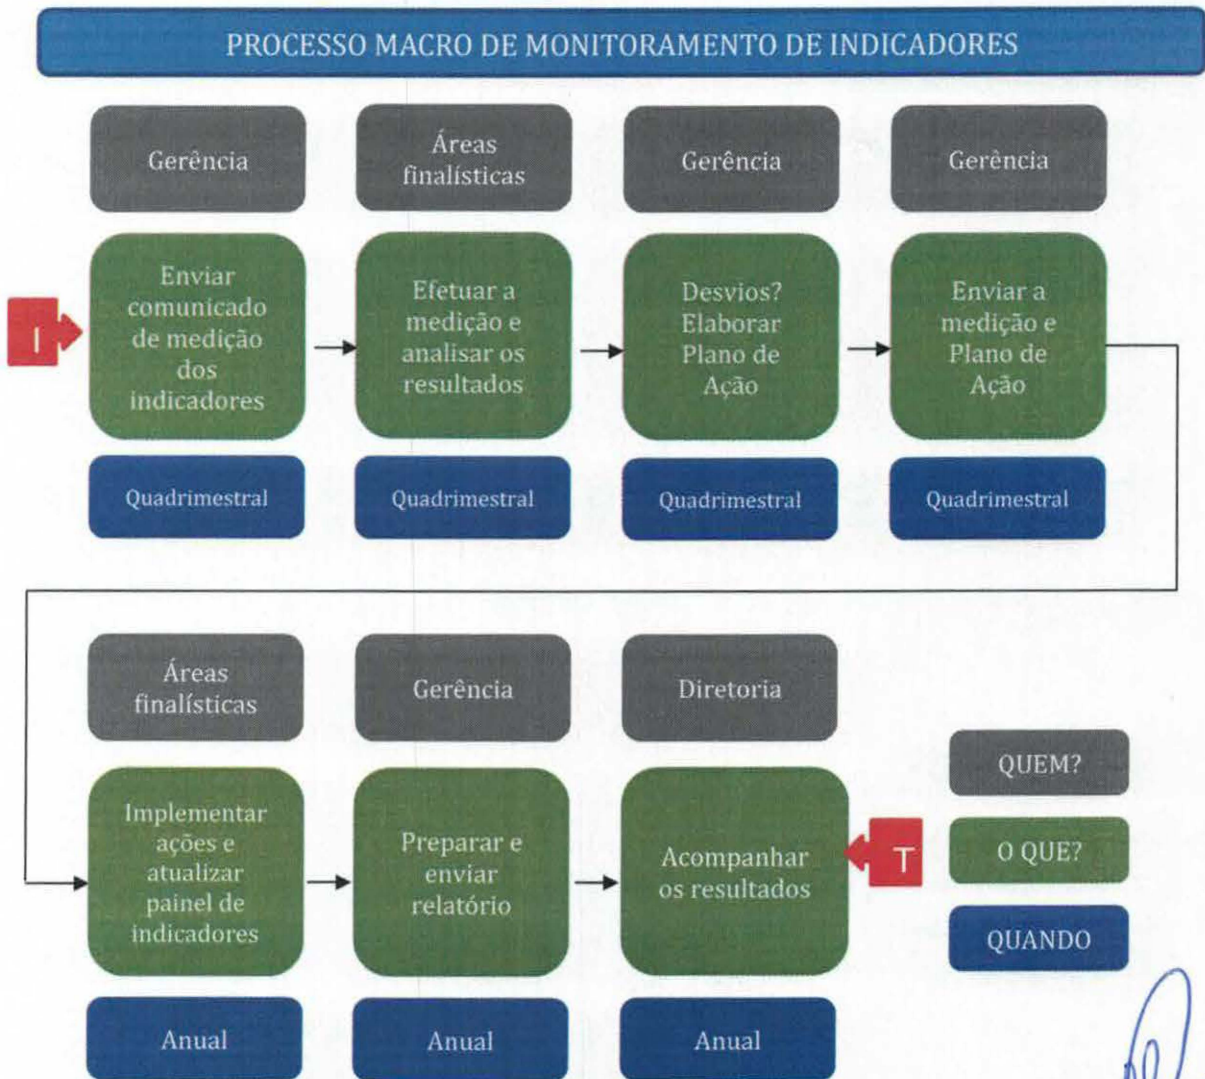 PROCESSO MACRO DE MONITORAMENTO DE INDICADORES
Gerência
Áreas
finalísticas
Gerência
Gerência
I
Enviar
comunicado
de medição
dos
indicadores
Efetuar a
medição e
analisar os
resultados
Desvios?
Elaborar
Plano de
Ação
Enviar a
medição e
Plano de
Ação
Quadrimestral
Quadrimestral
Quadrimestral
Quadrimestral
Áreas
finalísticas
Gerência
Diretoria
Implementar
ações e
atualizar
painel de
indicadores
Preparar e
enviar
relatório
Acompanhar
os resultados
T
QUEM?
O QUE?
QUANDO
Anual
Anual
Anual